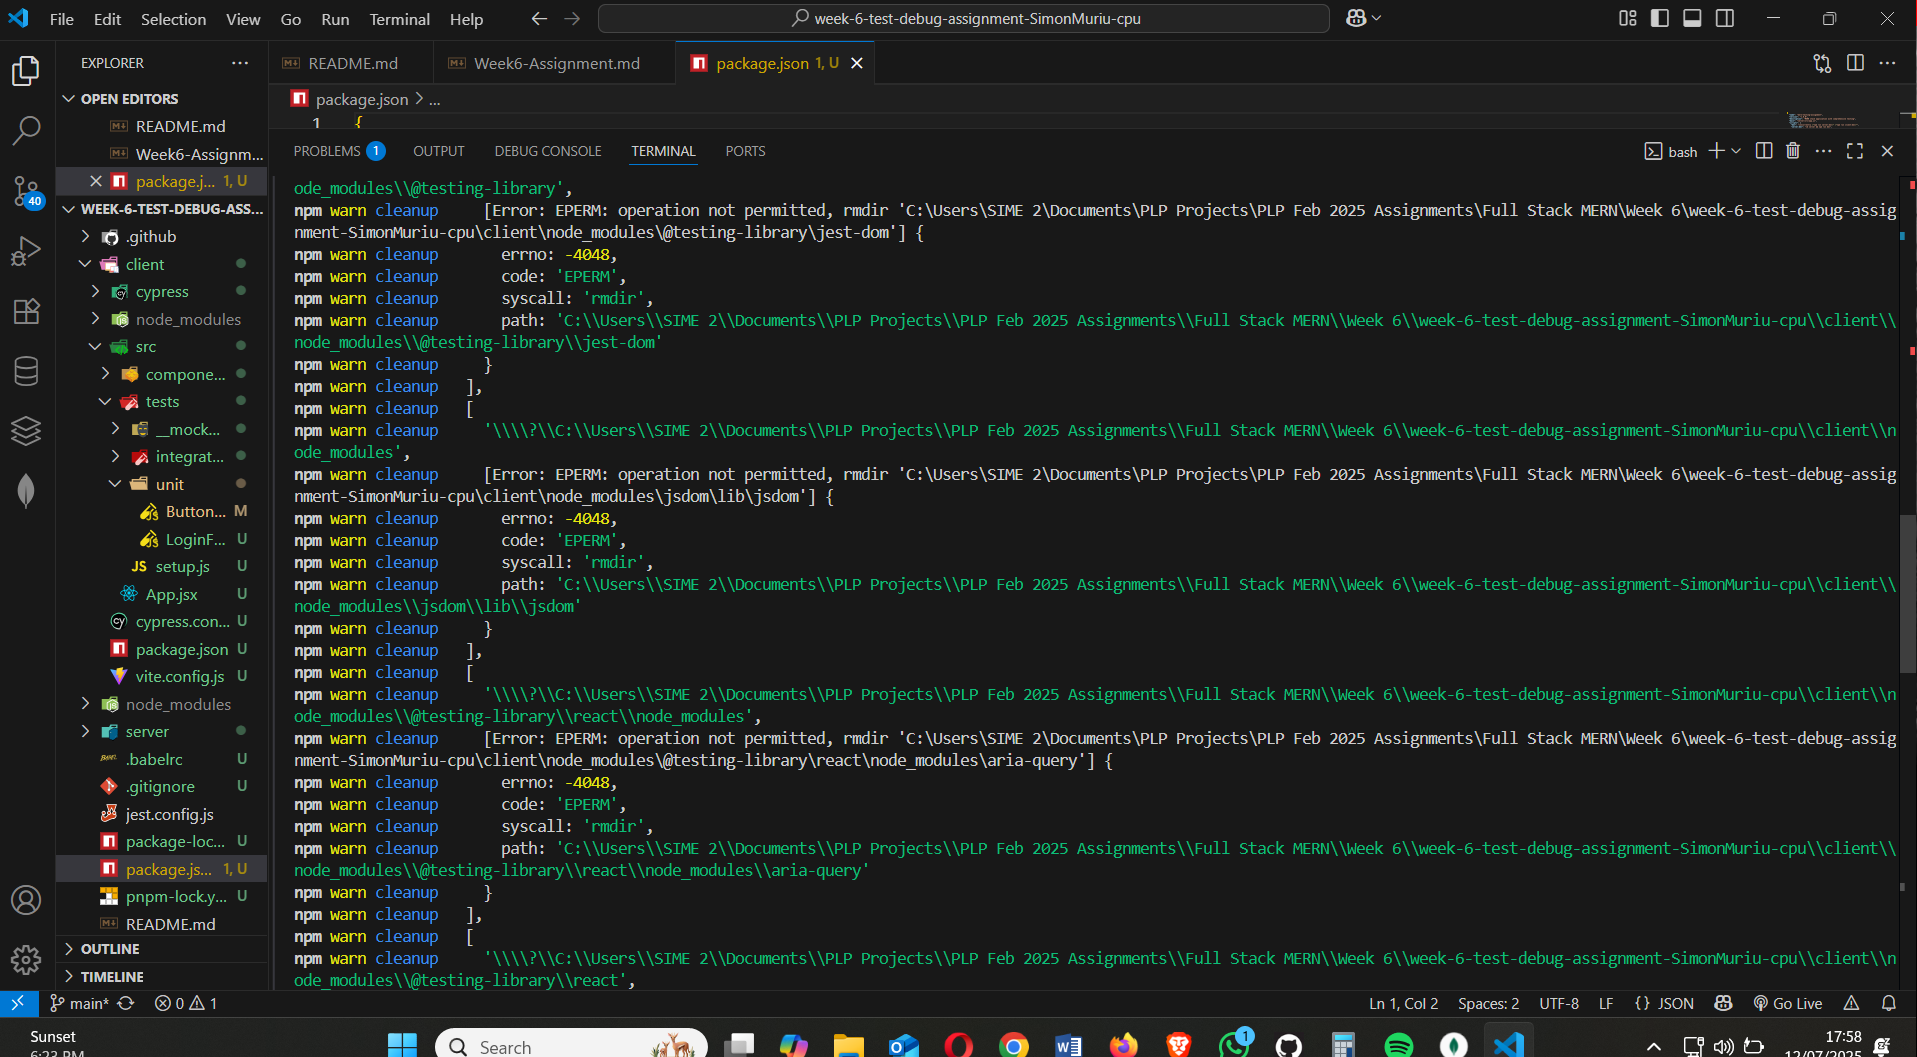 File Edit Selection View Go Run Terminal Help
week-6-test-debug-assignment-SimonMuriu-cpu
EXPLORER
README.md
Week6-Assignment.md
package.json 1, U
OPEN EDITORS
README.md
Week6-Assignm...
package.j... 1, U
WEEK-6-TEST-DEBUG-ASS...
.github
client
cypress
node_modules
src
compone...
tests
__mock...
integrat...
unit
Button... M
LoginF... U
JS setup.js U
App.jsx U
cypress.con... U
package.json U
vite.config.js U
node_modules
server
.babelrc U
.gitignore U
jest.config.js
package-loc... U
package.js... 1, U
pnpm-lock.y... U
README.md
OUTLINE
TIMELINE
40
package.json > ...
1 {
PROBLEMS 1 OUTPUT DEBUG CONSOLE TERMINAL PORTS
bash
ode_modules\\@testing-library',
npm warn cleanup [Error: EPERM: operation not permitted, rmdir 'C:\Users\SIME 2\Documents\PLP Projects\PLP Feb 2025 Assignments\Full Stack MERN\Week 6\week-6-test-debug-assig
nment-SimonMuriu-cpu\client\node_modules\@testing-library\jest-dom'] {
npm warn cleanup errno: -4048,
npm warn cleanup code: 'EPERM',
npm warn cleanup syscall: 'rmdir',
npm warn cleanup path: 'C:\\Users\\SIME 2\\Documents\\PLP Projects\\PLP Feb 2025 Assignments\\Full Stack MERN\\Week 6\\week-6-test-debug-assignment-SimonMuriu-cpu\\client\\
node_modules\\@testing-library\\jest-dom'
npm warn cleanup }
npm warn cleanup ],
npm warn cleanup [
npm warn cleanup '\\\\?\\C:\\Users\\SIME 2\\Documents\\PLP Projects\\PLP Feb 2025 Assignments\\Full Stack MERN\\Week 6\\week-6-test-debug-assignment-SimonMuriu-cpu\\client\\n
ode_modules',
npm warn cleanup [Error: EPERM: operation not permitted, rmdir 'C:\Users\SIME 2\Documents\PLP Projects\PLP Feb 2025 Assignments\Full Stack MERN\Week 6\week-6-test-debug-assig
nment-SimonMuriu-cpu\client\node_modules\jsdom\lib\jsdom'] {
npm warn cleanup errno: -4048,
npm warn cleanup code: 'EPERM',
npm warn cleanup syscall: 'rmdir',
npm warn cleanup path: 'C:\\Users\\SIME 2\\Documents\\PLP Projects\\PLP Feb 2025 Assignments\\Full Stack MERN\\Week 6\\week-6-test-debug-assignment-SimonMuriu-cpu\\client\\
node_modules\\jsdom\\lib\\jsdom'
npm warn cleanup }
npm warn cleanup ],
npm warn cleanup [
npm warn cleanup '\\\\?\\C:\\Users\\SIME 2\\Documents\\PLP Projects\\PLP Feb 2025 Assignments\\Full Stack MERN\\Week 6\\week-6-test-debug-assignment-SimonMuriu-cpu\\client\\n
ode_modules\\@testing-library\\react\\node_modules',
npm warn cleanup [Error: EPERM: operation not permitted, rmdir 'C:\Users\SIME 2\Documents\PLP Projects\PLP Feb 2025 Assignments\Full Stack MERN\Week 6\week-6-test-debug-assig
nment-SimonMuriu-cpu\client\node_modules\@testing-library\react\node_modules\aria-query'] {
npm warn cleanup errno: -4048,
npm warn cleanup code: 'EPERM',
npm warn cleanup syscall: 'rmdir',
npm warn cleanup path: 'C:\\Users\\SIME 2\\Documents\\PLP Projects\\PLP Feb 2025 Assignments\\Full Stack MERN\\Week 6\\week-6-test-debug-assignment-SimonMuriu-cpu\\client\\
node_modules\\@testing-library\\react\\node_modules\\aria-query'
npm warn cleanup }
npm warn cleanup ],
npm warn cleanup [
npm warn cleanup '\\\\?\\C:\\Users\\SIME 2\\Documents\\PLP Projects\\PLP Feb 2025 Assignments\\Full Stack MERN\\Week 6\\week-6-test-debug-assignment-SimonMuriu-cpu\\client\\n
ode_modules\\@testing-library\\react',
main* 0 1
Ln 1, Col 2 Spaces: 2 UTF-8 LF {} JSON Go Live
Sunset
6:23 PM
Search
1
17:58
12/07/2025